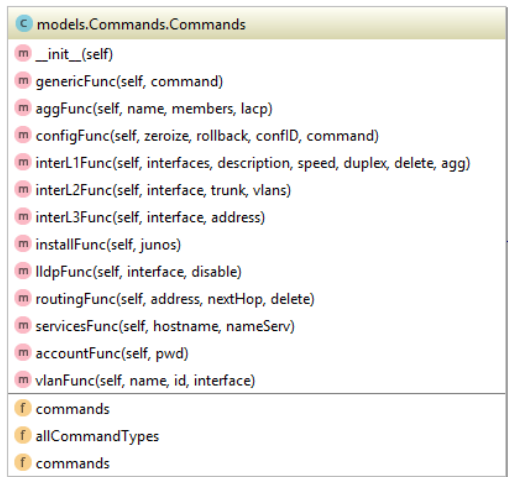 C models.Commands.Commands
m __init__(self)
m genericFunc(self, command)
m aggFunc(self, name, members, lacp)
m configFunc(self, zeroize, rollback, confID, command)
m interL1Func(self, interfaces, description, speed, duplex, delete, agg)
m interL2Func(self, interface, trunk, vlans)
m interL3Func(self, interface, address)
m installFunc(self, junos)
m lldpFunc(self, interface, disable)
m routingFunc(self, address, nextHop, delete)
m servicesFunc(self, hostname, nameServ)
m accountFunc(self, pwd)
m vlanFunc(self, name, id, interface)
f commands
f allCommandTypes
f commands